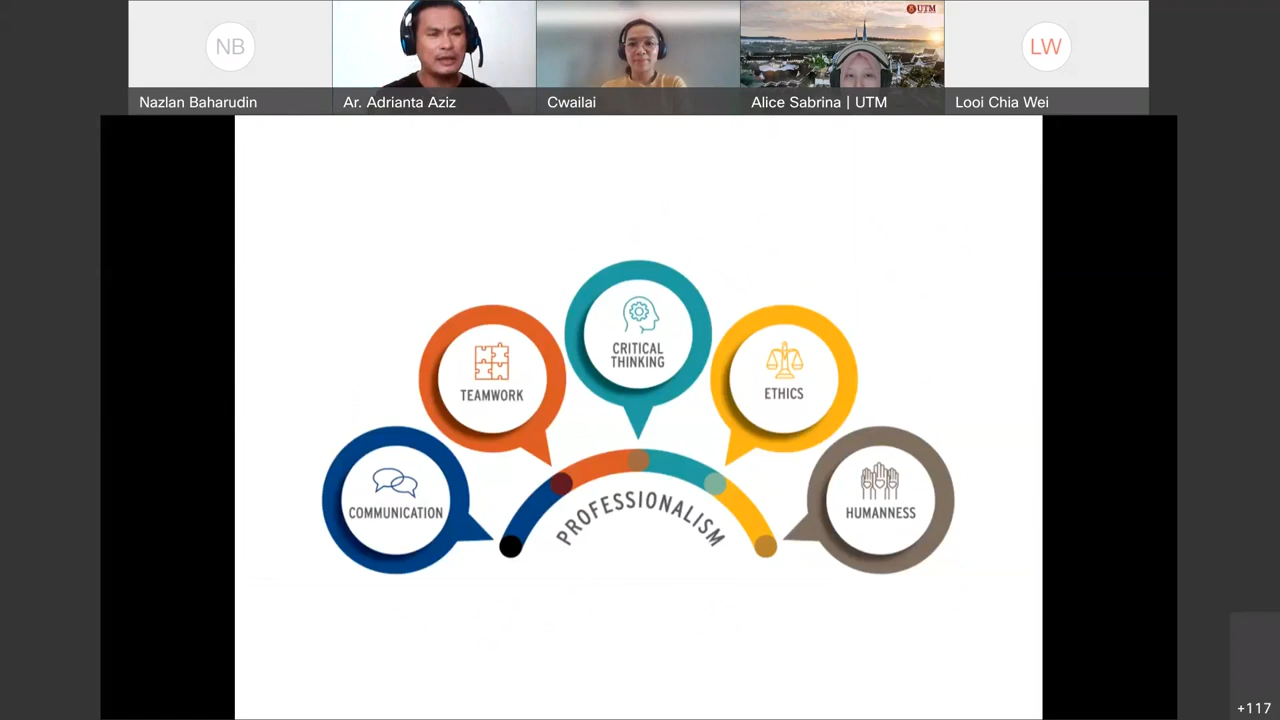 NB
LW
UTM
Nazlan Baharudin
Ar. Adrianta Aziz
Cwailai
Alice Sabrina | UTM
Looi Chia Wei
CRITICAL
THINKING
TEAMWORK
ETHICS
COMMUNICATION
PROFESSIONALISM
HUMANNESS
+117